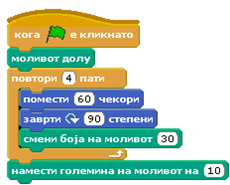 кога е кликнато
моливот долу
повтори 4 пати
помести 60 чекори
заврти 90 степени
смени боја на моливот 30
намести големина на моливот на 10